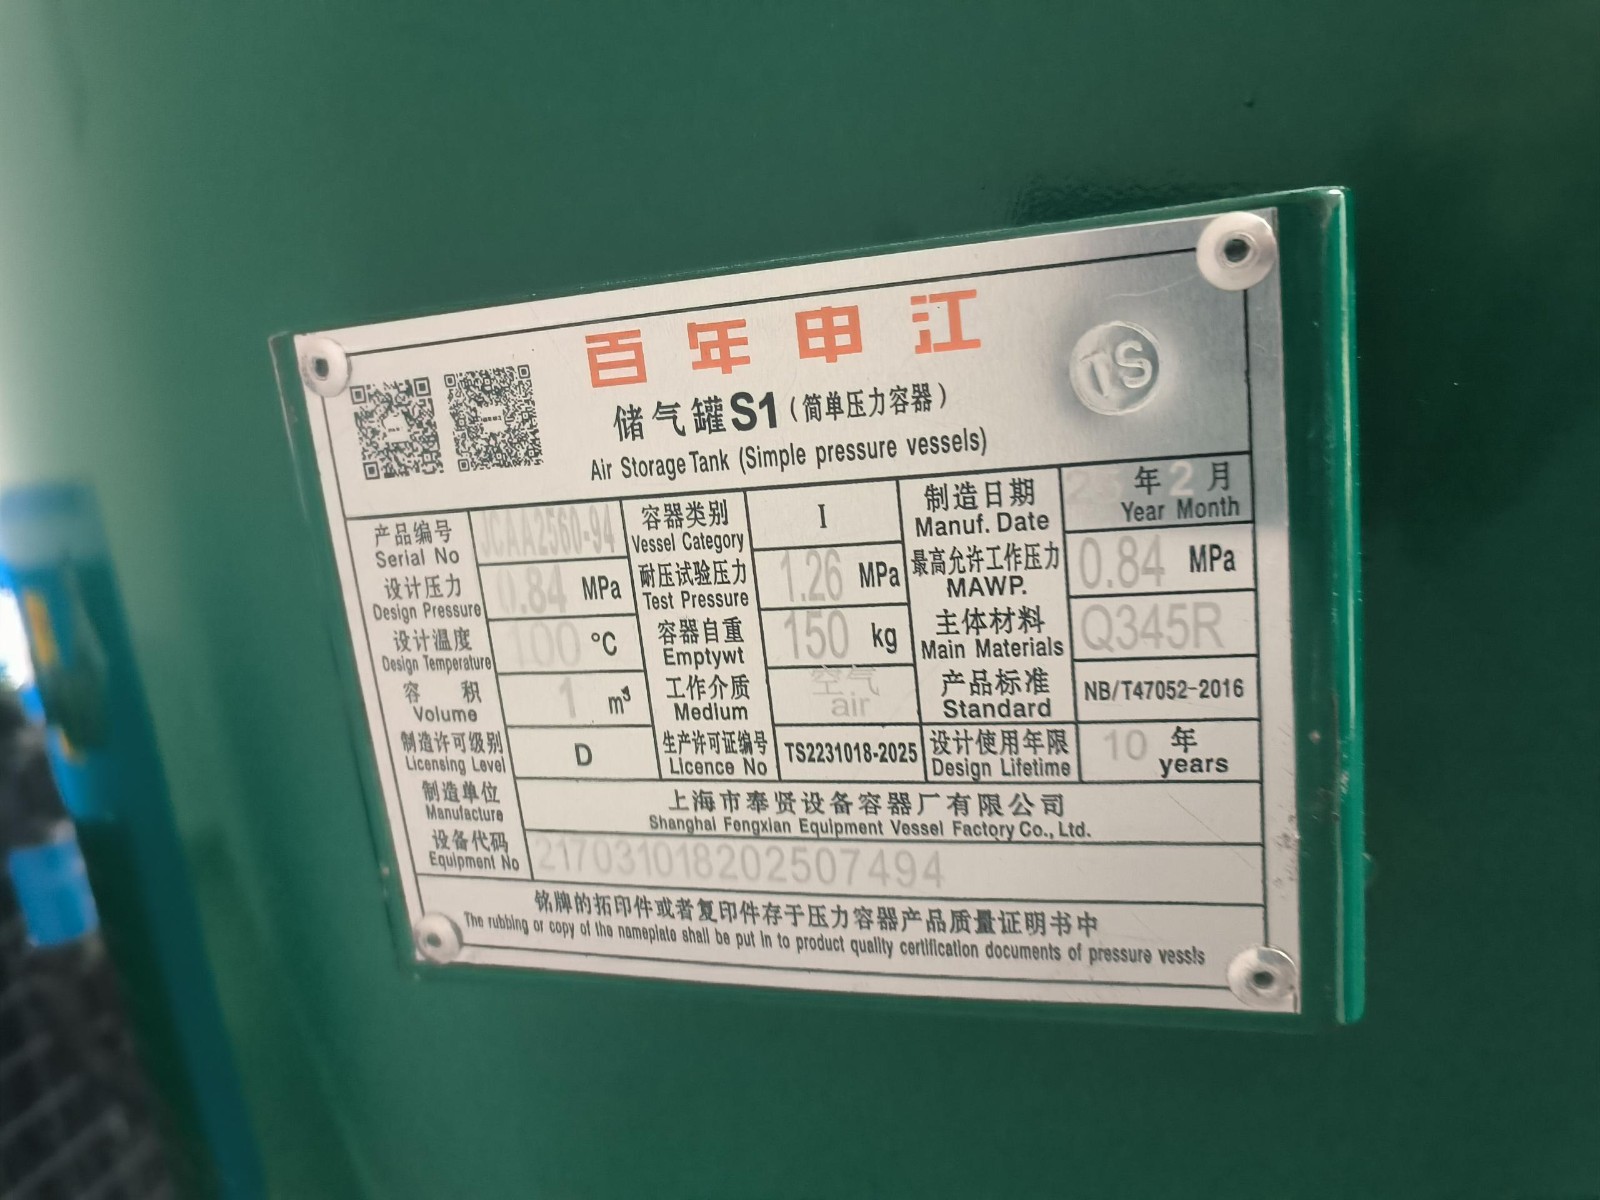 百年申江
TS
储气罐S1（简单压力容器）
Air Storage Tank (Simple pressure vessels)
产品编号 JCAA2560-94 容器类别 I 制造日期 年2月
Serial No Vessel Category Manuf. Date Year Month
设计压力 0.84 MPa 耐压试验压力 1.26 MPa 最高允许工作压力 0.84 MPa
Design Pressure Test Pressure MAWP.
设计温度 100 °C 容器自重 150 kg 主体材料 Q345R
Design Temperature Emptywt Main Materials
容积 1 m³ 工作介质 空气 产品标准 NB/T47052-2016
Volume Medium air Standard
制造许可级别 D 生产许可证编号 TS2231018-2025 设计使用年限 10 年
Licensing Level Licence No Design Lifetime years
制造单位 上海市奉贤设备容器厂有限公司
Manufacture Shanghai Fengxian Equipment Vessel Factory Co., Ltd.
设备代码 217031018202507494
Equipment No
铭牌的拓印件或者复印件存于压力容器产品质量证明书中
The rubbing or copy of the nameplate shall be put in to product quality certification documents of pressure vessls